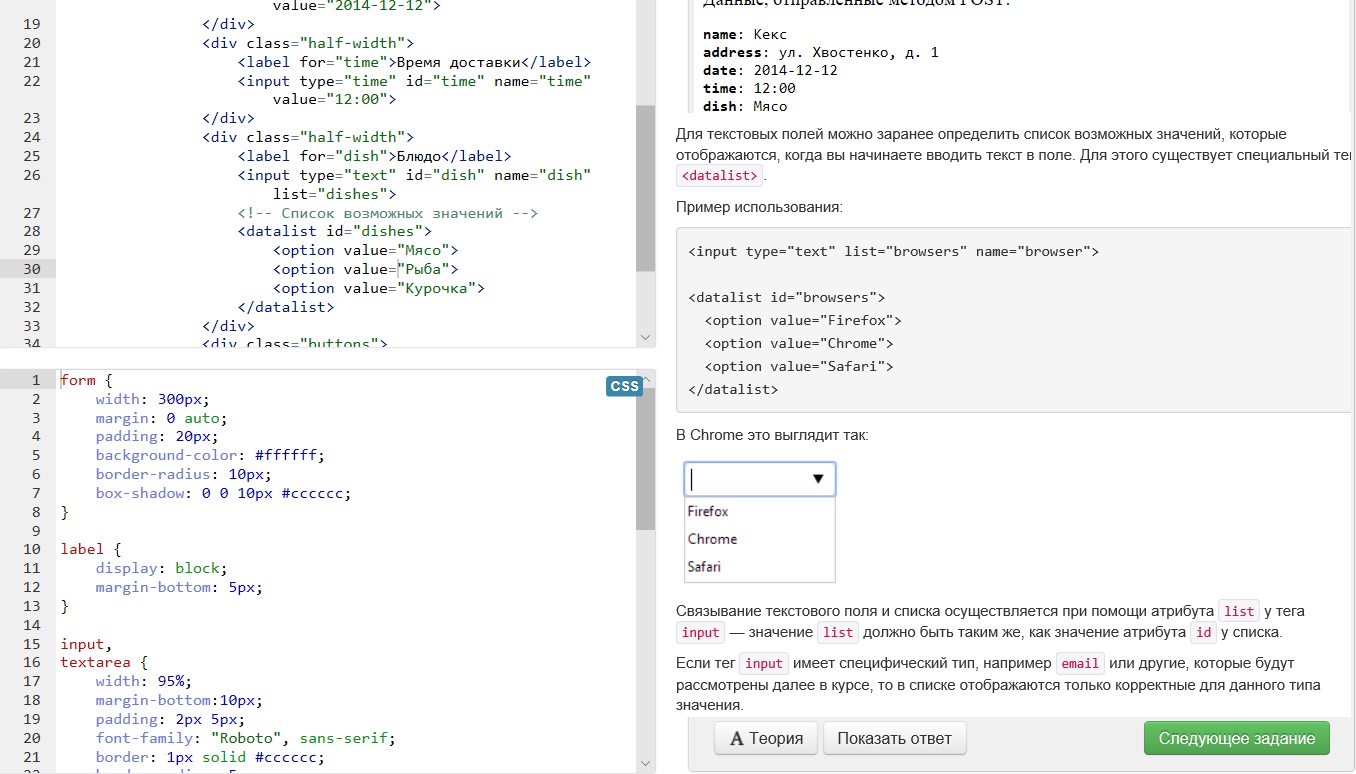 value="2014-12-12">
19 </div>
20 <div class="half-width">
21 <label for="time">Время доставки</label>
22 <input type="time" id="time" name="time"
value="12:00">
23 </div>
24 <div class="half-width">
25 <label for="dish">Блюдо</label>
26 <input type="text" id="dish" name="dish"
list="dishes">
27 <!-- Список возможных значений -->
28 <datalist id="dishes">
29 <option value="Мясо">
30 <option value="Рыба">
31 <option value="Курочка">
32 </datalist>
33 </div>
34 <div class="buttons">
CSS
1 form {
2 width: 300px;
3 margin: 0 auto;
4 padding: 20px;
5 background-color: #ffffff;
6 border-radius: 10px;
7 box-shadow: 0 0 10px #cccccc;
8 }
9
10 label {
11 display: block;
12 margin-bottom: 5px;
13 }
14
15 input,
16 textarea {
17 width: 95%;
18 margin-bottom:10px;
19 padding: 2px 5px;
20 font-family: "Roboto", sans-serif;
21 border: 1px solid #cccccc;
Данные, отправленные методом POST:
name: Кекс
address: ул. Хвостенко, д. 1
date: 2014-12-12
time: 12:00
dish: Мясо
Для текстовых полей можно заранее определить список возможных значений, которые
отображаются, когда вы начинаете вводить текст в поле. Для этого существует специальный те
<datalist>.
Пример использования:
<input type="text" list="browsers" name="browser">
<datalist id="browsers">
<option value="Firefox">
<option value="Chrome">
<option value="Safari">
</datalist>
В Chrome это выглядит так:
Firefox
Chrome
Safari
Связывание текстового поля и списка осуществляется при помощи атрибута list у тега
input — значение list должно быть таким же, как значение атрибута id у списка.
Если тег input имеет специфический тип, например email или другие, которые будут
рассмотрены далее в курсе, то в списке отображаются только корректные для данного типа
значения.
A Теория Показать ответ Следующее задание